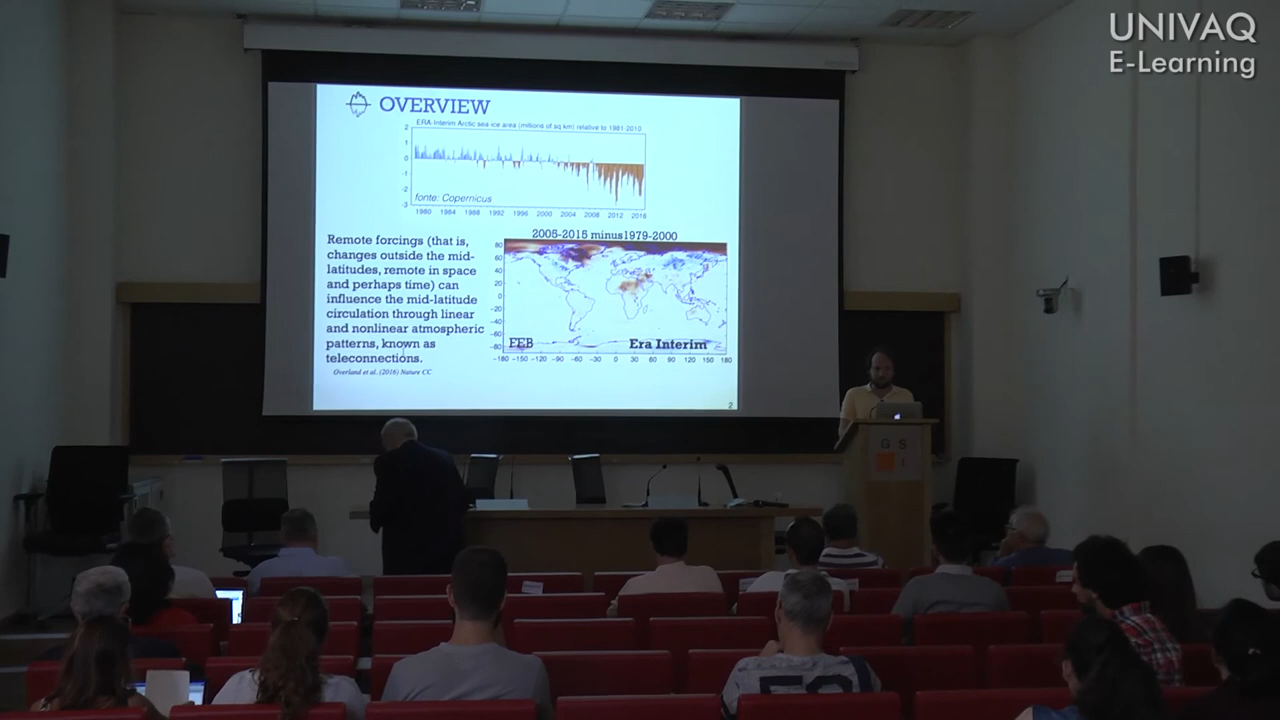 UNIVAQ
E-Learning
OVERVIEW
ERA-Interim Arctic sea ice area (millions of sq km) relative to 1981-2010
2
1
0
-1
-2
-3
fonte: Copernicus
1980 1984 1988 1992 1996 2000 2004 2008 2012 2016
Remote forcings (that is,
changes outside the mid-
latitudes, remote in space
and perhaps time) can
influence the mid-latitude
circulation through linear
and nonlinear atmospheric
patterns, known as
teleconnections.
Overland et al. (2016) Nature CC
2005-2015 minus1979-2000
80
60
40
20
0
-20
-40
-60
-80
FEB
Era Interim
-180 -150 -120 -90 -60 -30 0 30 60 90 120 150 180
2
G S
I